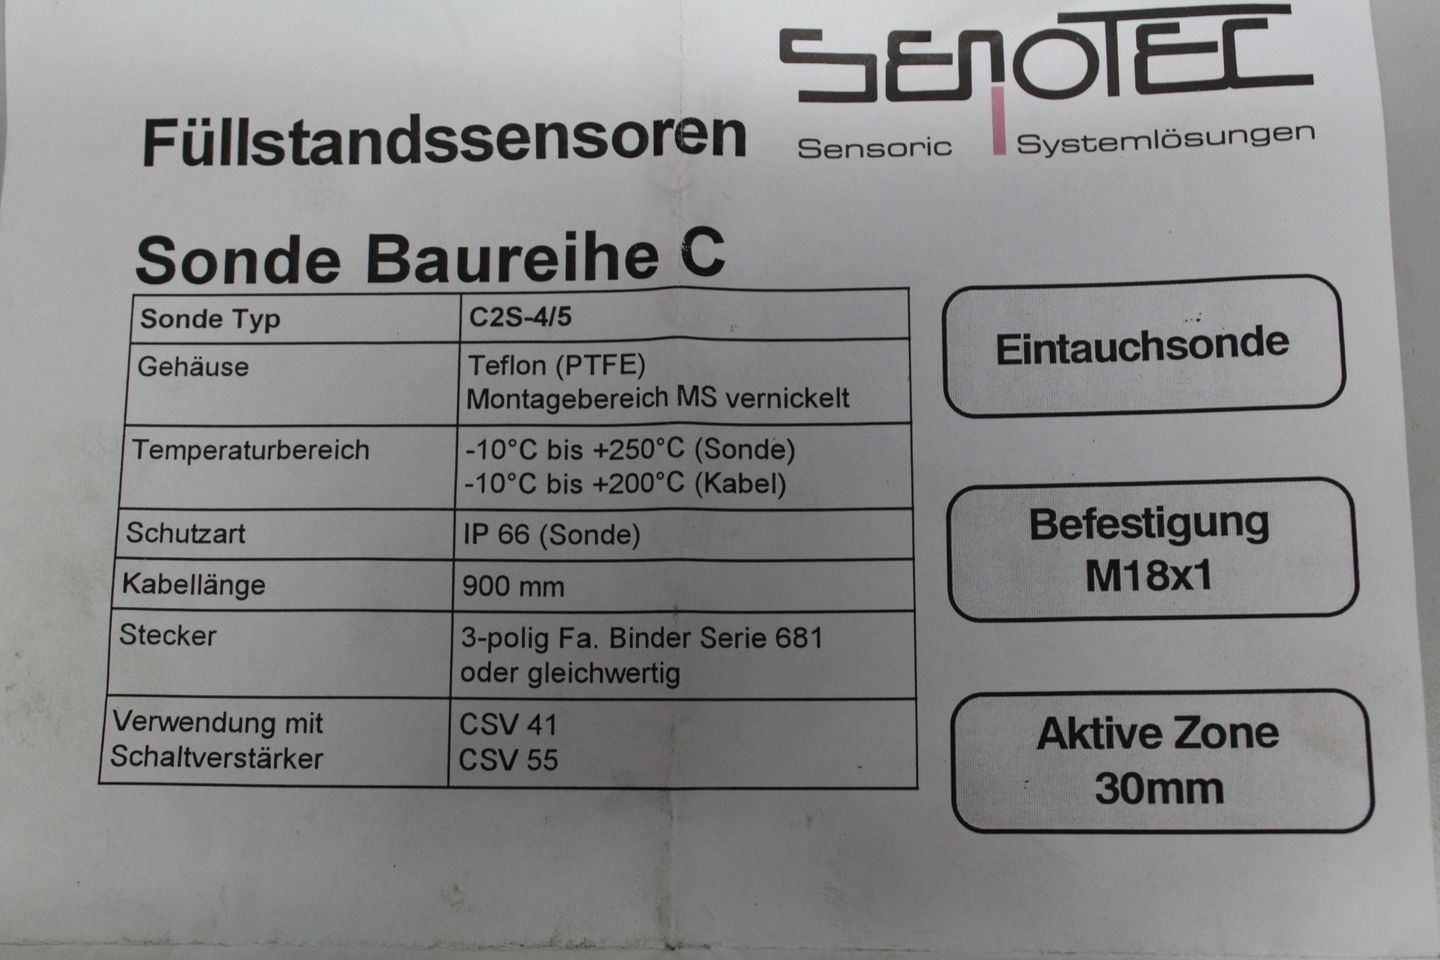 SENSOTEC
Sensoric Systemlösungen
Füllstandssensoren
Sonde Baureihe C
Sonde Typ C2S-4/5
Gehäuse Teflon (PTFE)
Montagebereich MS vernickelt
Temperaturbereich -10°C bis +250°C (Sonde)
-10°C bis +200°C (Kabel)
Schutzart IP 66 (Sonde)
Kabellänge 900 mm
Stecker 3-polig Fa. Binder Serie 681
oder gleichwertig
Verwendung mit CSV 41
Schaltverstärker CSV 55
Eintauchsonde
Befestigung
M18x1
Aktive Zone
30mm